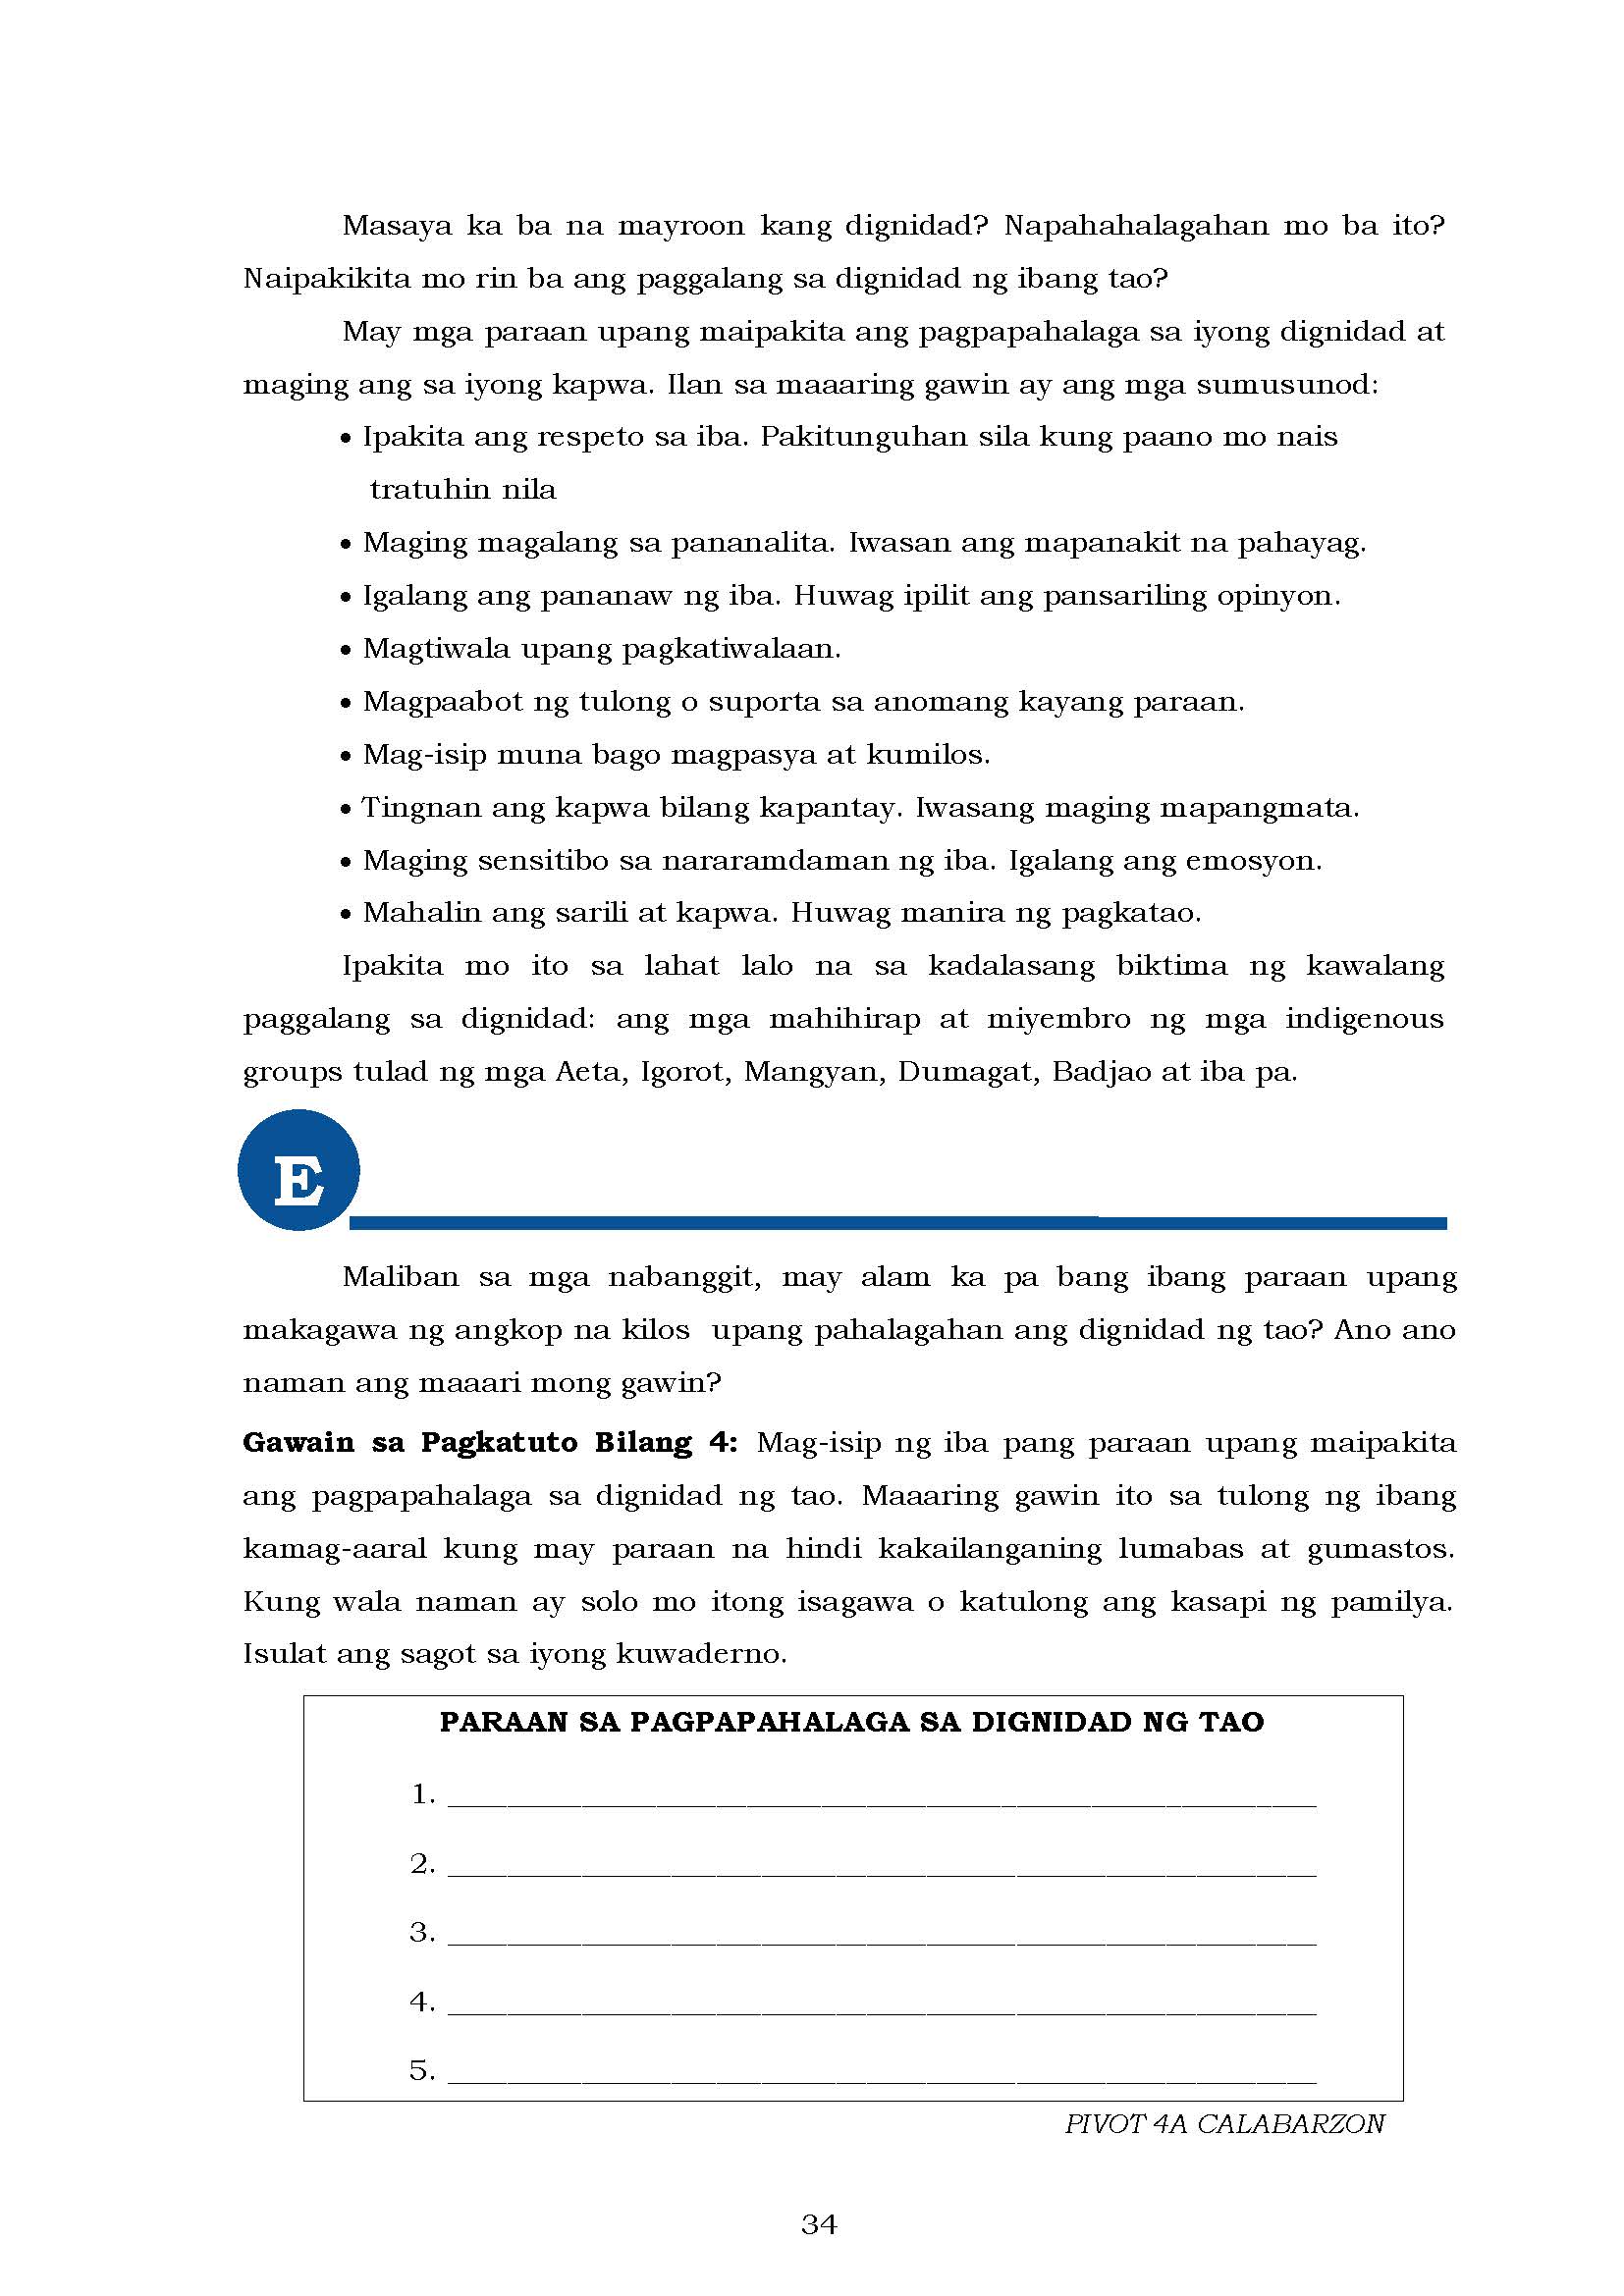 Masaya ka ba na mayroon kang dignidad? Napahahalagahan mo ba ito?
Naipakikita mo rin ba ang paggalang sa dignidad ng ibang tao?
May mga paraan upang maipakita ang pagpapahalaga sa iyong dignidad at
maging ang sa iyong kapwa. Ilan sa maaaring gawin ay ang mga sumusunod:
• Ipakita ang respeto sa iba. Pakitunguhan sila kung paano mo nais
tratuhin nila
• Maging magalang sa pananalita. Iwasan ang mapanakit na pahayag.
• Igalang ang pananaw ng iba. Huwag ipilit ang pansariling opinyon.
• Magtiwala upang pagkatiwalaan.
• Magpaabot ng tulong o suporta sa anomang kayang paraan.
• Mag-isip muna bago magpasya at kumilos.
• Tingnan ang kapwa bilang kapantay. Iwasang maging mapangmata.
• Maging sensitibo sa nararamdaman ng iba. Igalang ang emosyon.
• Mahalin ang sarili at kapwa. Huwag manira ng pagkatao.
Ipakita mo ito sa lahat lalo na sa kadalasang biktima ng kawalang
paggalang sa dignidad: ang mga mahihirap at miyembro ng mga indigenous
groups tulad ng mga Aeta, Igorot, Mangyan, Dumagat, Badjao at iba pa.
E
Maliban sa mga nabanggit, may alam ka pa bang ibang paraan upang
makagawa ng angkop na kilos upang pahalagahan ang dignidad ng tao? Ano ano
naman ang maaari mong gawin?
Gawain sa Pagkatuto Bilang 4: Mag-isip ng iba pang paraan upang maipakita
ang pagpapahalaga sa dignidad ng tao. Maaaring gawin ito sa tulong ng ibang
kamag-aaral kung may paraan na hindi kakailanganing lumabas at gumastos.
Kung wala naman ay solo mo itong isagawa o katulong ang kasapi ng pamilya.
Isulat ang sagot sa iyong kuwaderno.
PARAAN SA PAGPAPAHALAGA SA DIGNIDAD NG TAO
1. ______________________________________________________
2. ______________________________________________________
3. ______________________________________________________
4. ______________________________________________________
5. ______________________________________________________
PIVOT 4A CALABARZON
34